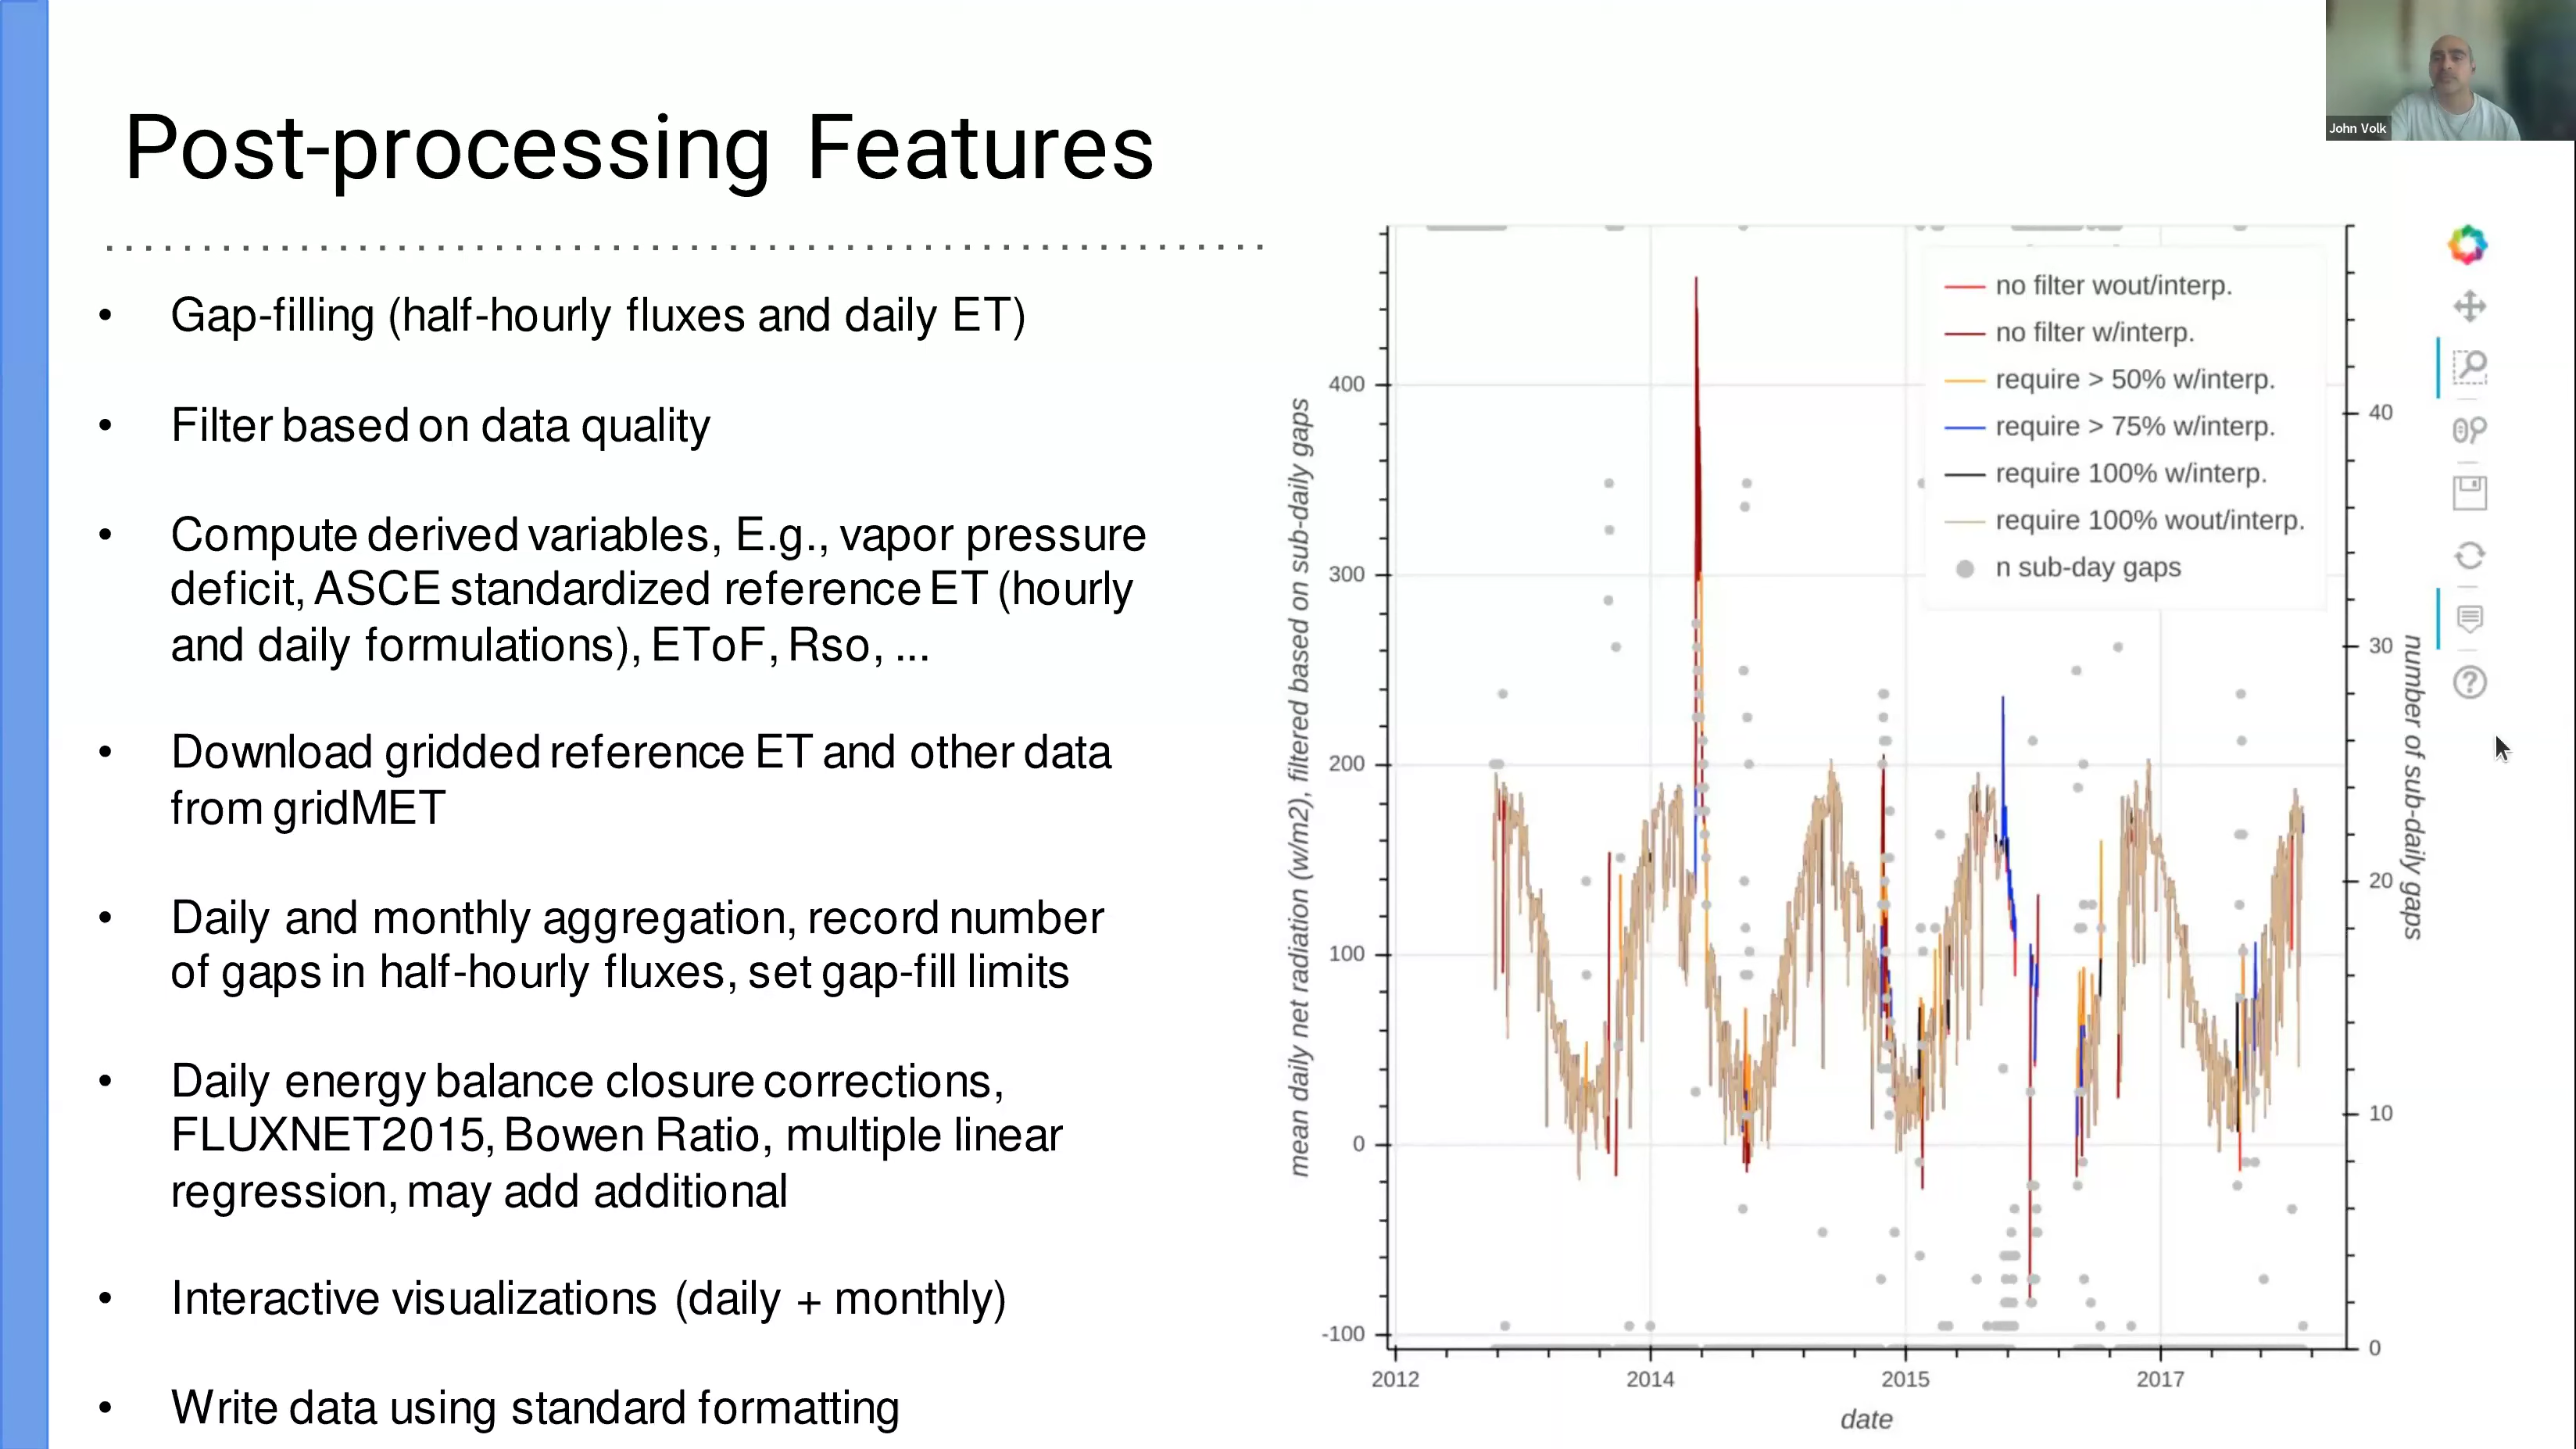 John Volk
Post-processing Features
• Gap-filling (half-hourly fluxes and daily ET)
• Filter based on data quality
• Compute derived variables, E.g., vapor pressure
deficit, ASCE standardized reference ET (hourly
and daily formulations), EToF, Rso, ...
• Download gridded reference ET and other data
from gridMET
• Daily and monthly aggregation, record number
of gaps in half-hourly fluxes, set gap-fill limits
• Daily energy balance closure corrections,
FLUXNET2015, Bowen Ratio, multiple linear
regression, may add additional
• Interactive visualizations (daily + monthly)
• Write data using standard formatting
mean daily net radiation (w/m2), filtered based on sub-daily gaps
400
300
200
100
0
-100
no filter wout/interp.
no filter w/interp.
require > 50% w/interp.
require > 75% w/interp.
require 100% w/interp.
require 100% wout/interp.
n sub-day gaps
40
30
20
10
0
number of sub-daily gaps
2012
2014
2015
2017
date